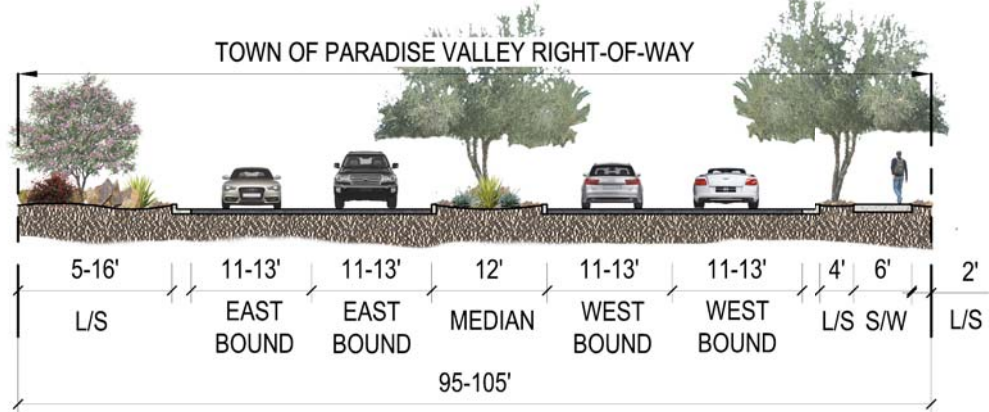 TOWN OF PARADISE VALLEY RIGHT-OF-WAY
5-16' 11-13' 11-13' 12' 11-13' 11-13' 4' 6' 2'
L/S EAST BOUND EAST BOUND MEDIAN WEST BOUND WEST BOUND L/S S/W L/S
95-105'